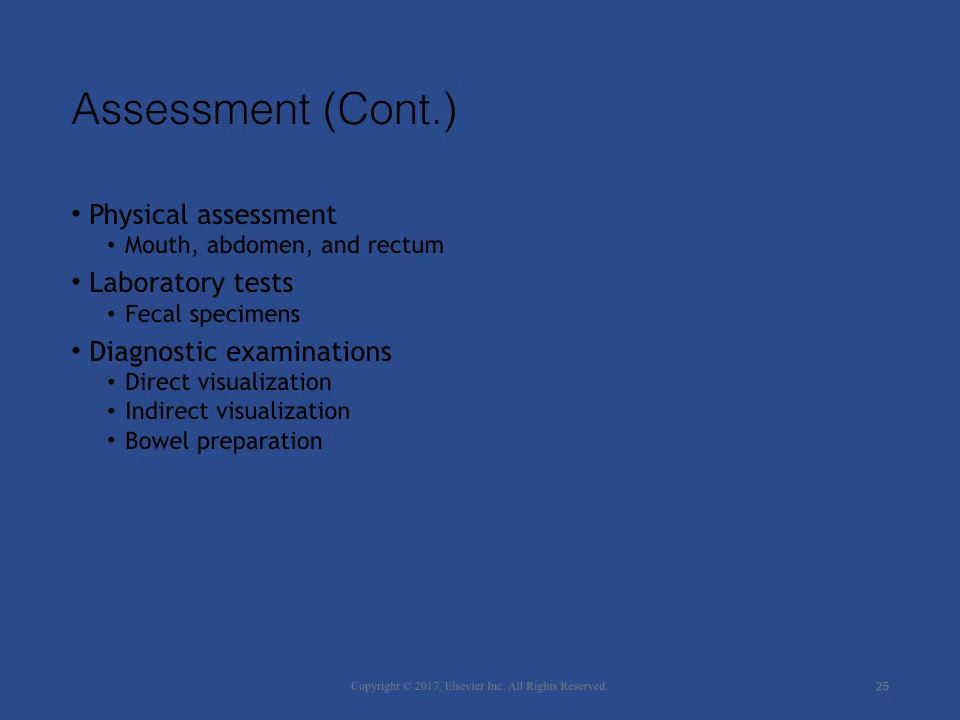 Assessment (Cont.)
• Physical assessment
• Mouth, abdomen, and rectum
• Laboratory tests
• Fecal specimens
• Diagnostic examinations
• Direct visualization
• Indirect visualization
• Bowel preparation
Copyright © 2017, Elsevier Inc. All Rights Reserved.
25